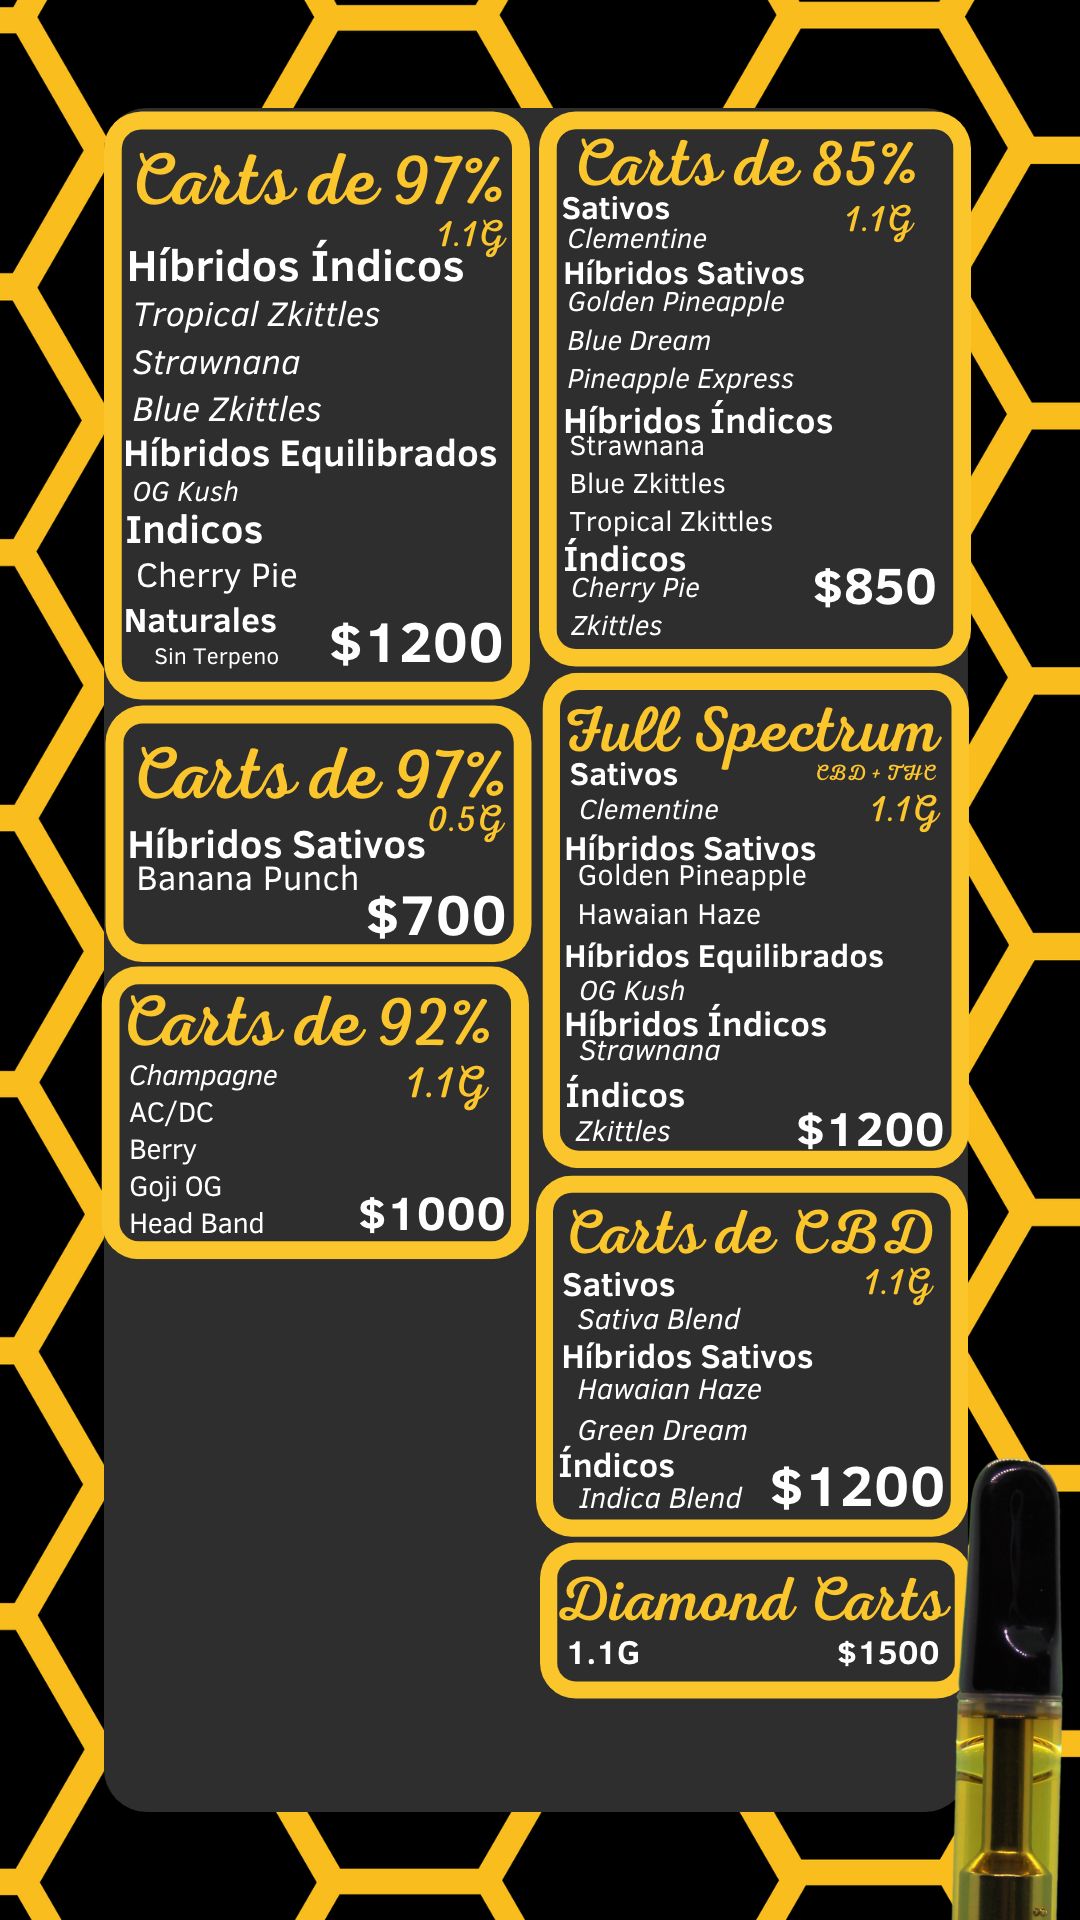 Carts de 97%
1.1G
Híbridos Índicos
Tropical Zkittles
Strawnana
Blue Zkittles
Híbridos Equilibrados
OG Kush
Indicos
Cherry Pie
Naturales
Sin Terpeno
$1200
Carts de 97%
0.5G
Híbridos Sativos
Banana Punch
$700
Carts de 92%
1.1G
Champagne
AC/DC
Berry
Goji OG
Head Band
$1000
Carts de 85%
1.1G
Sativos
Clementine
Híbridos Sativos
Golden Pineapple
Blue Dream
Pineapple Express
Híbridos Índicos
Strawnana
Blue Zkittles
Tropical Zkittles
Índicos
Cherry Pie
Zkittles
$850
Full Spectrum
CBD + THC
1.1G
Sativos
Clementine
Híbridos Sativos
Golden Pineapple
Hawaian Haze
Híbridos Equilibrados
OG Kush
Híbridos Índicos
Strawnana
Índicos
Zkittles
$1200
Carts de CBD
1.1G
Sativos
Sativa Blend
Híbridos Sativos
Hawaian Haze
Green Dream
Índicos
Indica Blend
$1200
Diamond Carts
1.1G $1500